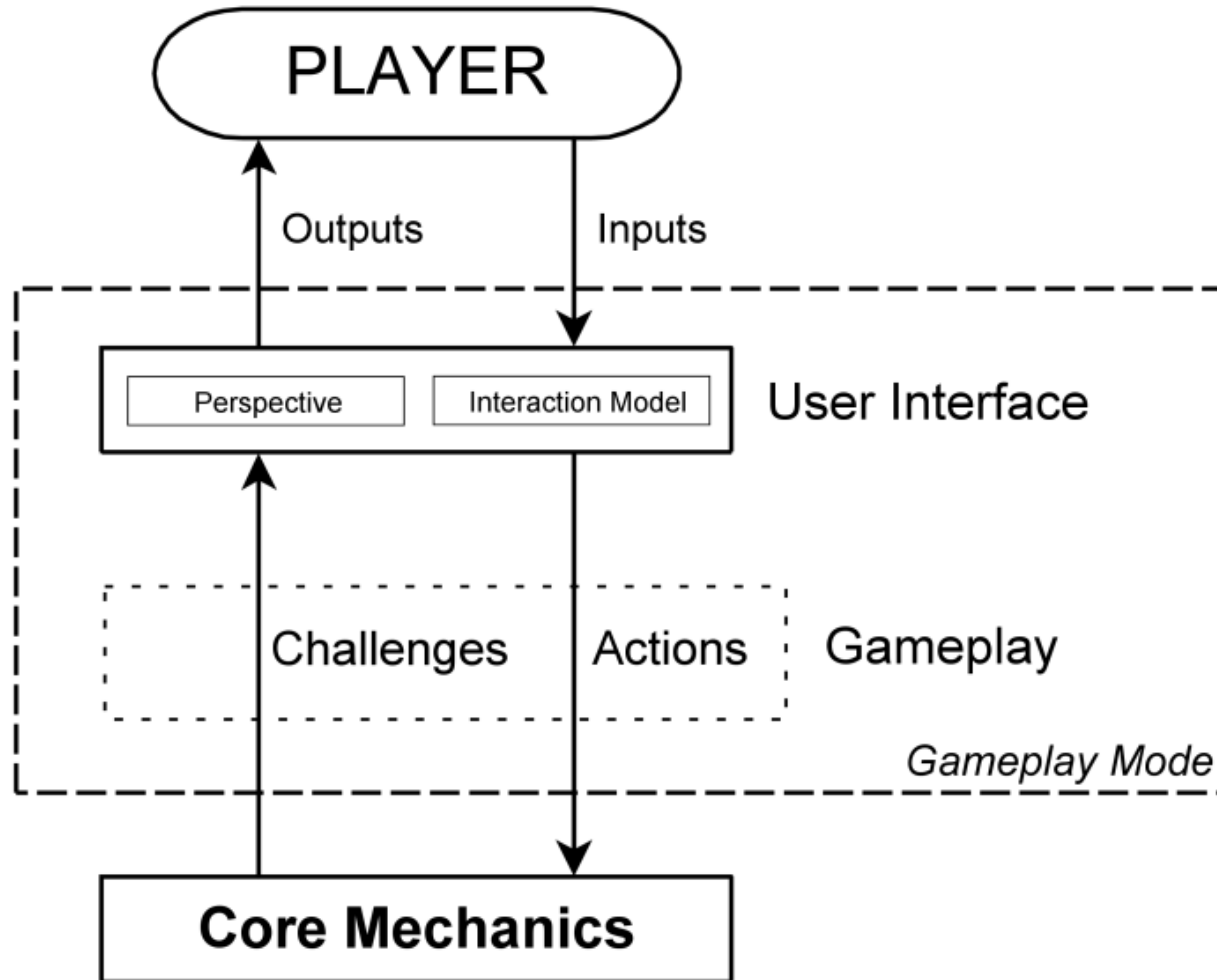 PLAYER
Outputs
Inputs
Perspective
Interaction Model
User Interface
Challenges
Actions
Gameplay
Gameplay Mode
Core Mechanics